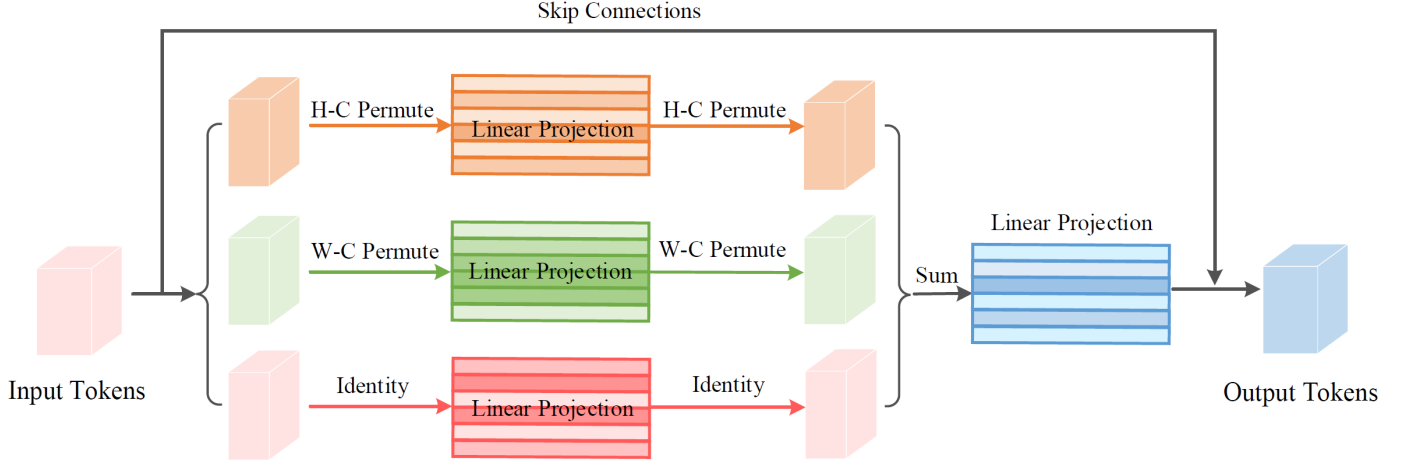 Skip Connections
H-C Permute
Linear Projection
H-C Permute
W-C Permute
Linear Projection
W-C Permute
Identity
Linear Projection
Identity
Input Tokens
Sum
Linear Projection
Output Tokens